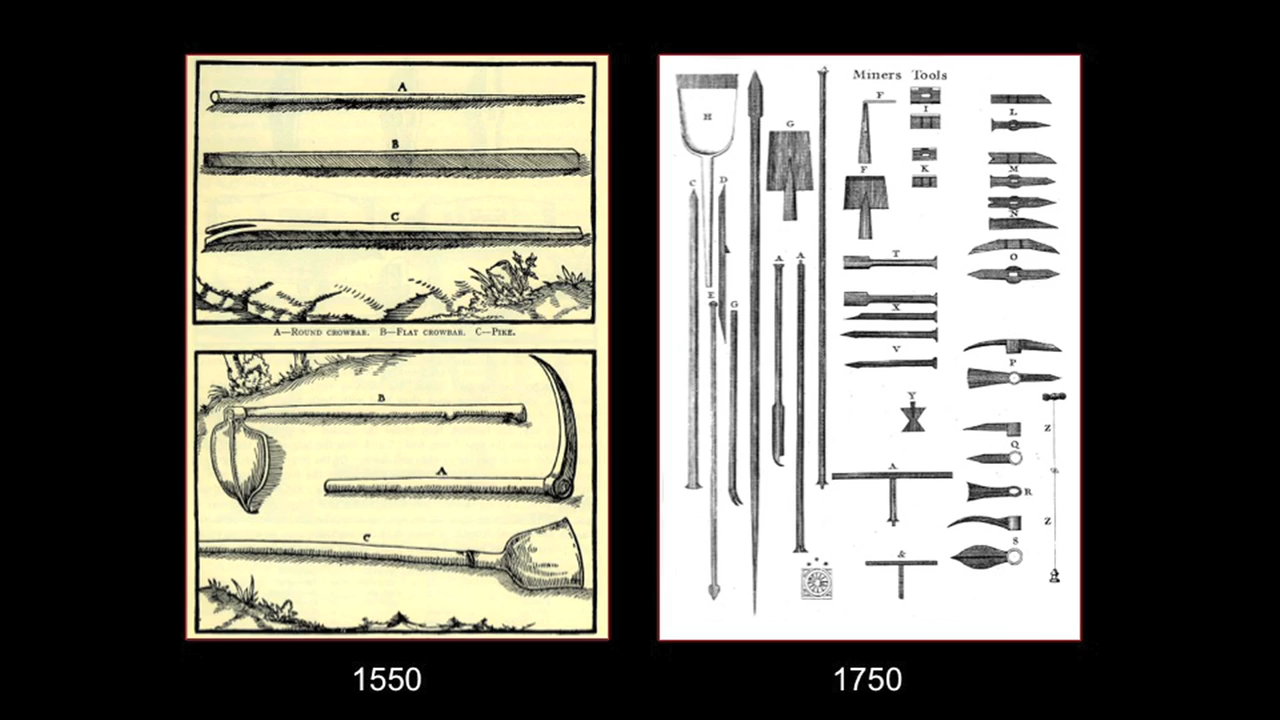 A
B
C
A—ROUND CROWBAR. B—FLAT CROWBAR. C—PIKE.
B
A
C
1550
Miners Tools
H
G
F
I
L
C
D
F
K
M
N
O
E
G
A
A
T
X
V
P
Y
Z
Q
A
R
Z
S
&
1750